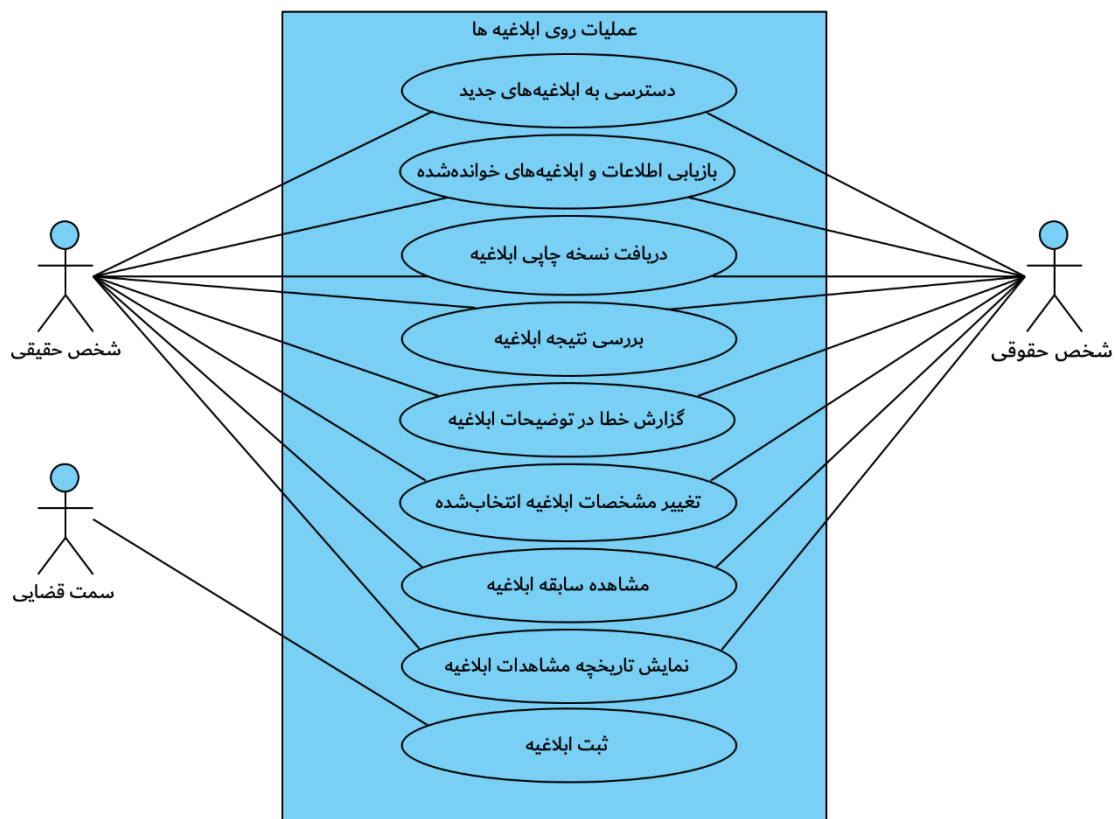 عملیات روی ابلاغیه ها
دسترسی به ابلاغیه‌های جدید
بازیابی اطلاعات و ابلاغیه‌های خوانده‌شده
دریافت نسخه چاپی ابلاغیه
بررسی نتیجه ابلاغیه
گزارش خطا در توضیحات ابلاغیه
تغییر مشخصات ابلاغیه انتخاب‌شده
مشاهده سابقه ابلاغیه
نمایش تاریخچه مشاهدات ابلاغیه
ثبت ابلاغیه
شخص حقوقی
شخص حقیقی
سمت قضایی